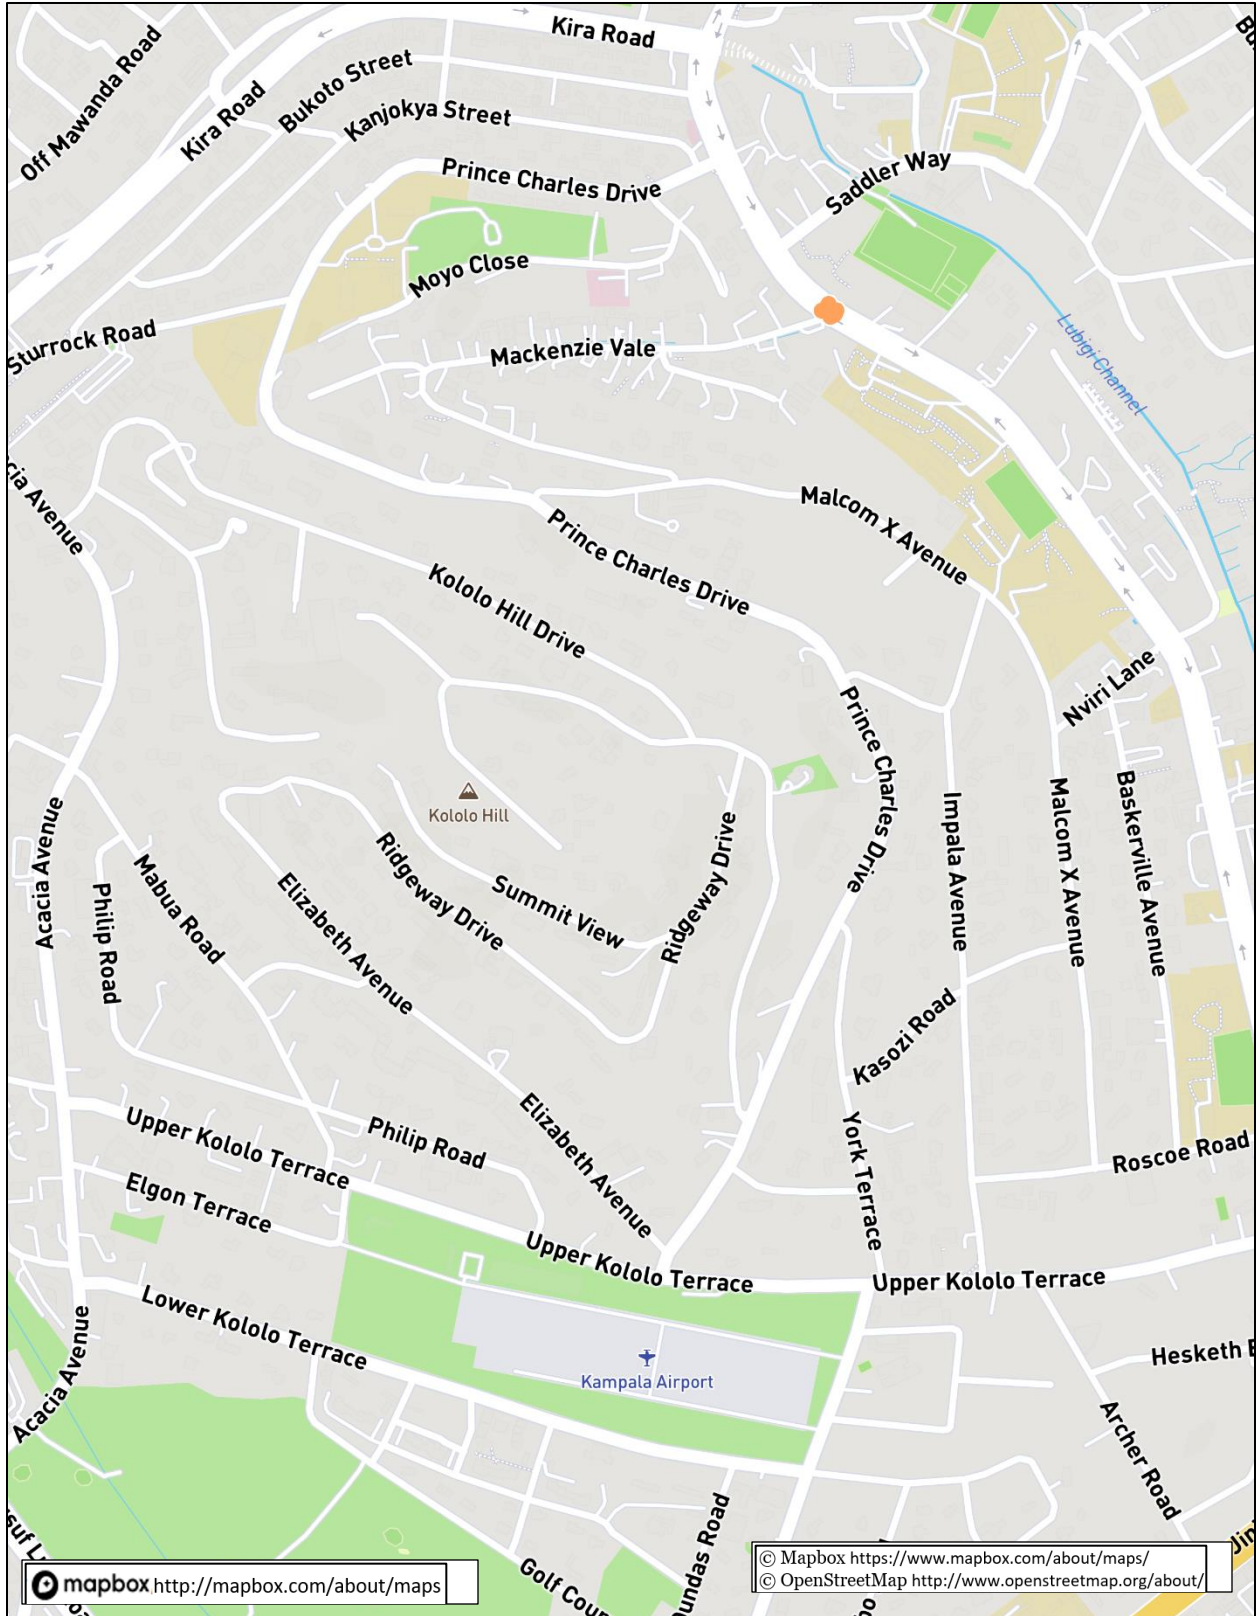 Kira Road
Off Mawanda Road
Kira Road
Bukoto Street
Kanjokya Street
Prince Charles Drive
Saddler Way
Moyo Close
Sturrock Road
Mackenzie Vale
Lubigi Channel
Avenue
Malcom X Avenue
Prince Charles Drive
Kololo Hill Drive
Nviri Lane
Prince Charles Drive
Kololo Hill
Acacia Avenue
Mabua Road
Philip Road
Elizabeth Avenue
Ridgeway Drive
Summit View
Ridgeway Drive
Impala Avenue
Malcom X Avenue
Baskerville Avenue
Kasozi Road
Upper Kololo Terrace
Philip Road
Elizabeth Avenue
York Terrace
Roscoe Road
Elgon Terrace
Upper Kololo Terrace
Upper Kololo Terrace
Lower Kololo Terrace
Acacia Avenue
Kampala Airport
Hesketh
Archer Road
Dundas Road
Golf Cour
mapbox http://mapbox.com/about/maps
© Mapbox https://www.mapbox.com/about/maps/
© OpenStreetMap http://www.openstreetmap.org/about/